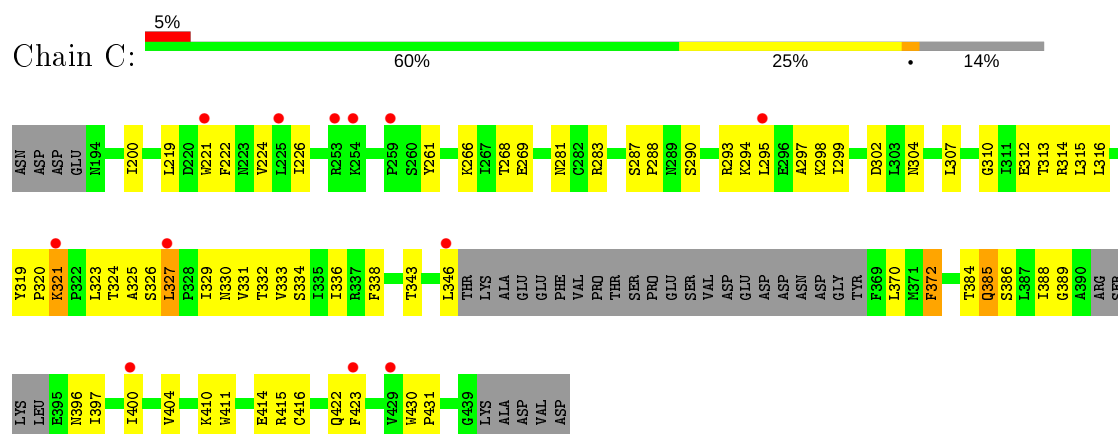 5%
Chain C:
60% 25% • 14%
ASN ASP ASP GLU N194 I200 L219 D220 W221 F222 N223 V224 L225 I226 R253 K254 P259 S260 Y261 K266 I267 T268 E269 N281 C282 R283 S287 P288 N289 S290 R293 K294 L295 E296 A297 K298 I299 D302 L303 N304 L307 G310 I311 E312 T313 R314 L315 L316
Y319 P320 K321 P322 L323 T324 A325 S326 L327 P328 I329 N330 V331 T332 V333 S334 I335 I336 R337 F338 T343 L346 THR LYS ALA GLU GLU PHE VAL PRO THR SER PRO GLU SER VAL ASP GLU ASP ASP ASN ASP GLY TYR F369 L370 M371 F372 T384 Q385 S386 L387 I388 G389 A390 ARG SER
LYS LEU E395 N396 I397 I400 V404 K410 W411 E414 R415 C416 Q422 F423 V429 W430 P431 G439 LYS ALA ASP VAL ASP